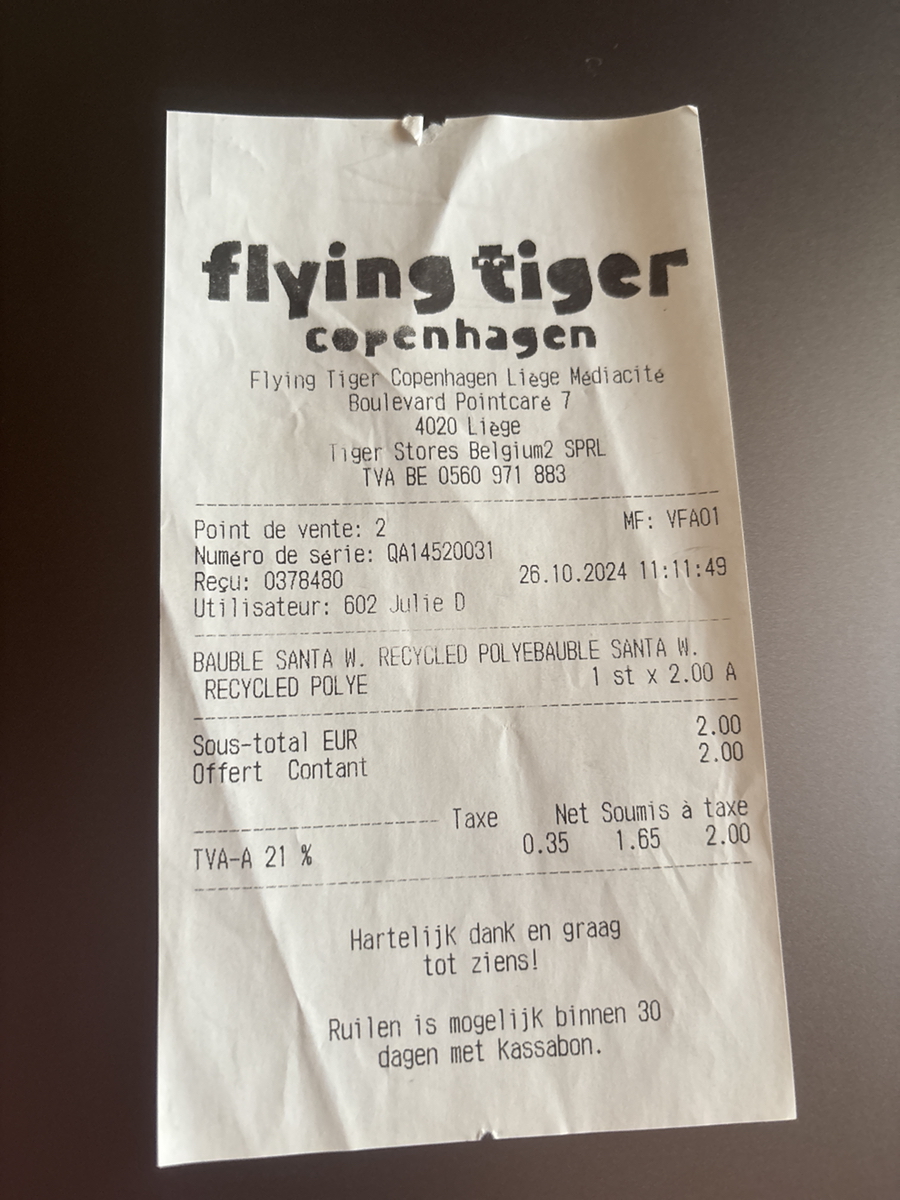 flying tiger
copenhagen
Flying Tiger Copenhagen Liège Médiacité
Boulevard Pointcaré 7
4020 Liège
Tiger Stores Belgium2 SPRL
TVA BE 0560 971 883
Point de vente: 2 MF: VFA01
Numéro de série: QA14520031
Reçu: 0378480 26.10.2024 11:11:49
Utilisateur: 602 Julie D
BAUBLE SANTA W. RECYCLED POLYEBAUBLE SANTA W.
RECYCLED POLYE 1 st x 2.00 A
Sous-total EUR 2.00
Offert Contant 2.00
Taxe Net Soumis à taxe
TVA-A 21 % 0.35 1.65 2.00
Hartelijk dank en graag
tot ziens!
Ruilen is mogelijk binnen 30
dagen met Kassabon.